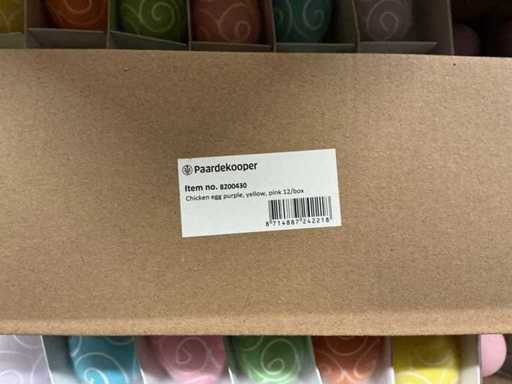 Paardekooper
Item no. 8200430
Chicken egg purple, yellow, pink 12/box
8 714887 242218